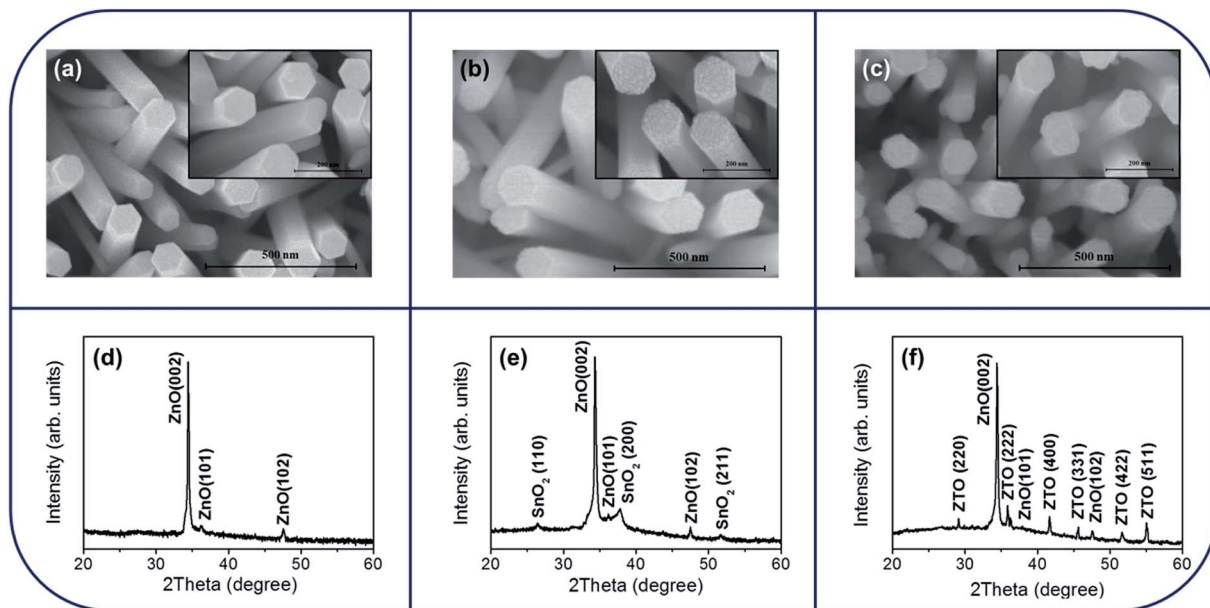 (a)
200 nm
500 nm
(b)
200 nm
500 nm
(c)
200 nm
500 nm
(d)
Intensity (arb. units)
ZnO(002)
ZnO(101)
ZnO(102)
20 30 40 50 60
2Theta (degree)
(e)
Intensity (arb. units)
SnO₂ (110)
ZnO(002)
ZnO(101)
SnO₂ (200)
ZnO(102)
SnO₂ (211)
20 30 40 50 60
2Theta (degree)
(f)
Intensity (arb. units)
ZTO (220)
ZnO(002)
ZTO (222)
ZnO(101)
ZTO (400)
ZTO (331)
ZnO(102)
ZTO (422)
ZTO (511)
20 30 40 50 60
2Theta (degree)